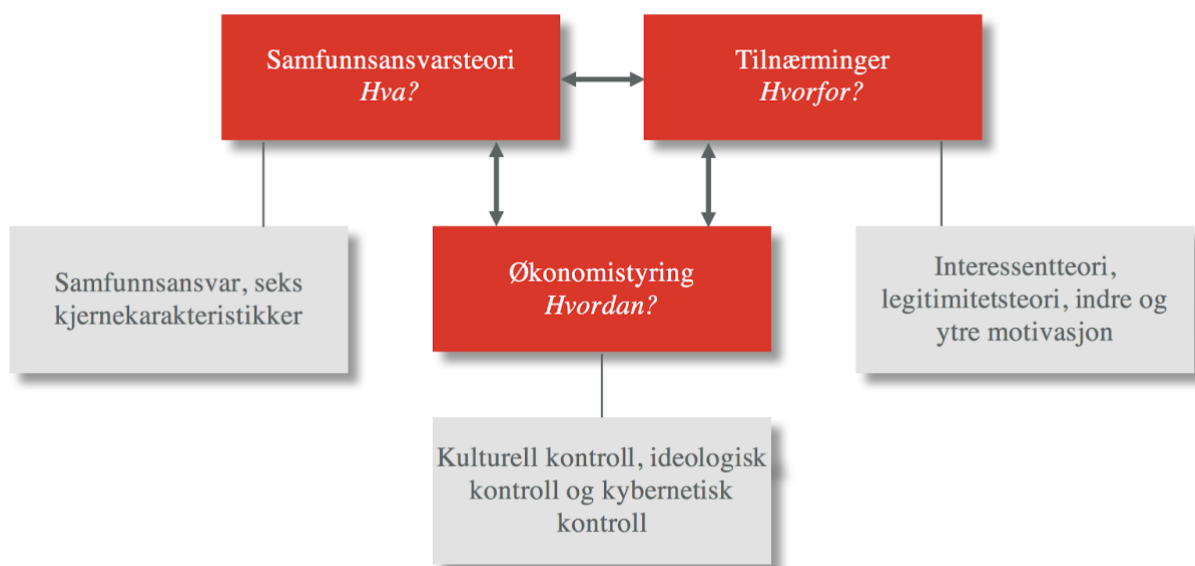 Samfunnsansvarsteori
Hva?
Tilnærminger
Hvorfor?
Samfunnsansvar, seks
kjernekarakteristikker
Økonomistyring
Hvordan?
Interessentteori,
legitimitetsteori, indre og
ytre motivasjon
Kulturell kontroll, ideologisk
kontroll og kybernetisk
kontroll